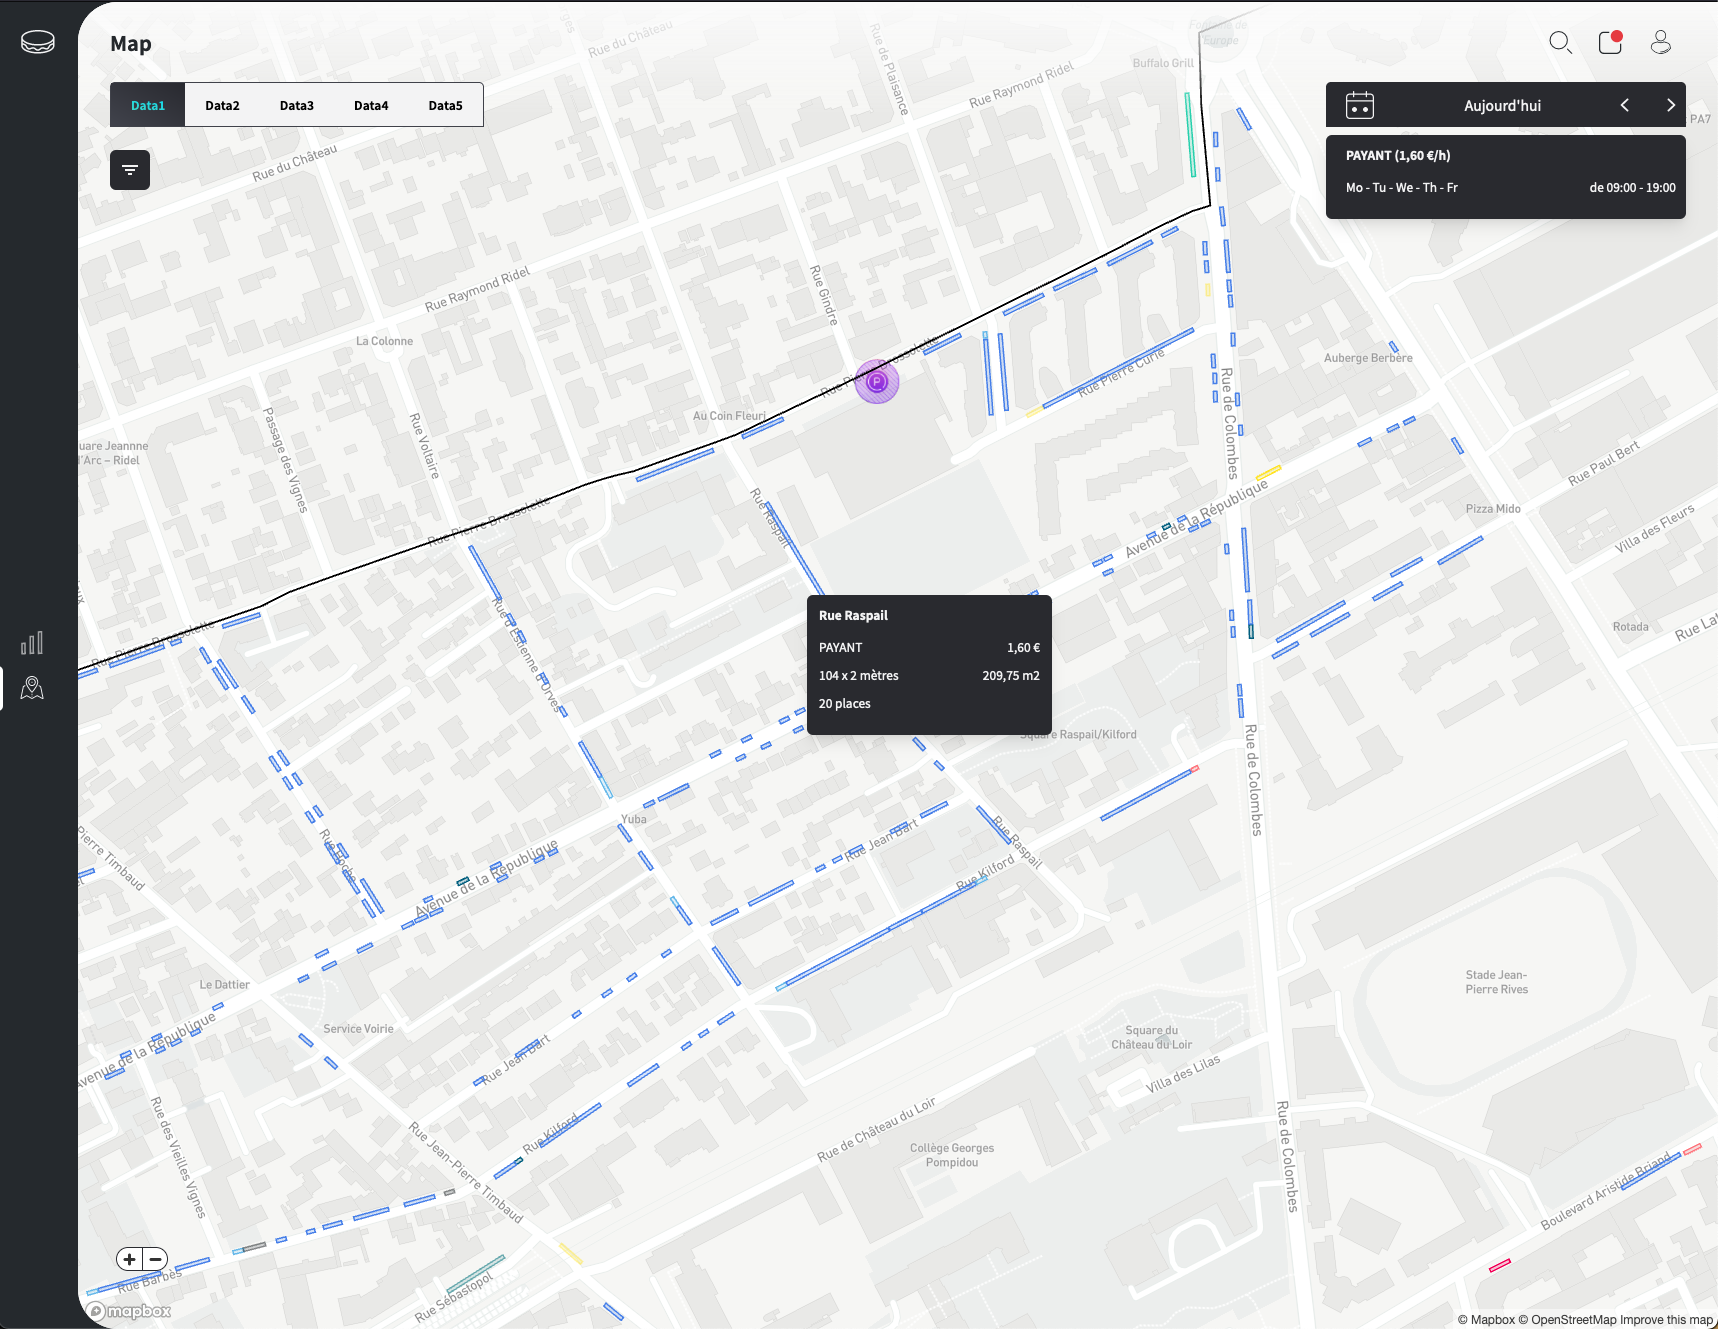 Map
Data1 Data2 Data3 Data4 Data5
Aujourd'hui
PAYANT (1,60 €/h)
Mo - Tu - We - Th - Fr de 09:00 - 19:00
Rue du Château
Rue de Plaisance
Rue Raymond Ridel
Buffalo Grill
PA7
Rue du Château
Rue Raymond Ridel
Rue Gindre
La Colonne
Rue Pierre Curie
Auberge Berbère
Rue de Colombes
Au Coin Fleuri
Passage des Vignes
Rue Voltaire
uare Jeannne
d'Arc – Ridel
Rue Paul Bert
Pizza Mido
Villa des Fleurs
Avenue de la République
Rue Pierre Brossolette
Rue Raspail
Rue d'Estienne d'Orves
Rue Pierre Brossolette
Rue Raspail
PAYANT 1,60 €
104 x 2 mètres 209,75 m2
20 places
Rotada
Square Raspail/Kilford
Rue de Colombes
Yuba
Rue Hoche
Pierre Timbaud
Rue Jean Bart
Rue Raspail
Rue Kilford
Avenue de la République
Le Dattier
Service Voirie
Stade Jean-
Pierre Rives
Square du
Château du Loir
Avenue de la République
Rue Jean Bart
Villa des Lilas
Rue des Vieilles Vignes
Rue Jean-Pierre Timbaud
Rue Kilford
Rue de Château du Loir
Collège Georges
Pompidou
Rue de Colombes
Boulevard Aristide Briand
Rue Barbès
Rue Sébastopol
mapbox
© Mapbox © OpenStreetMap Improve this map